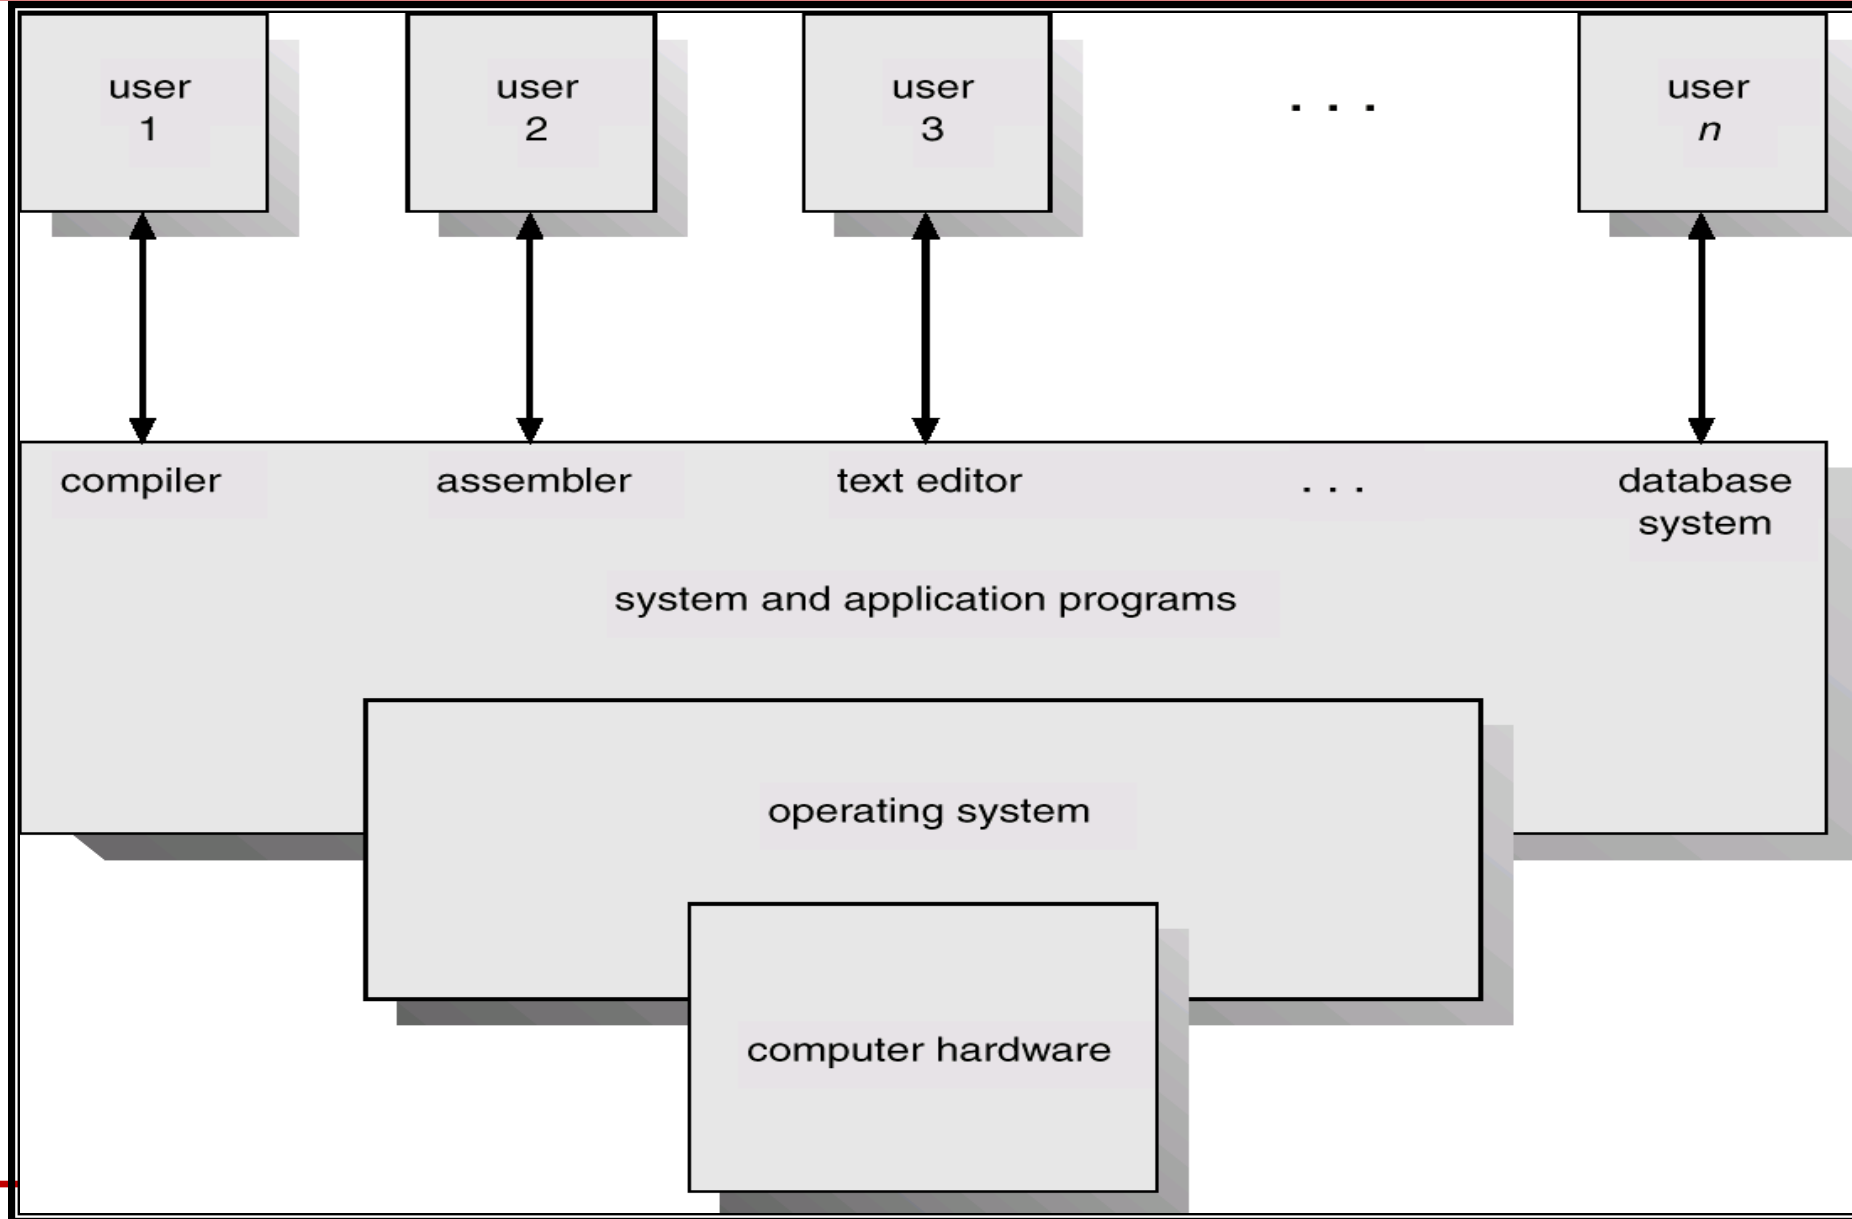 user
1
user
2
user
3
. . .
user
n
compiler
assembler
text editor
. . .
database
system
system and application programs
operating system
computer hardware